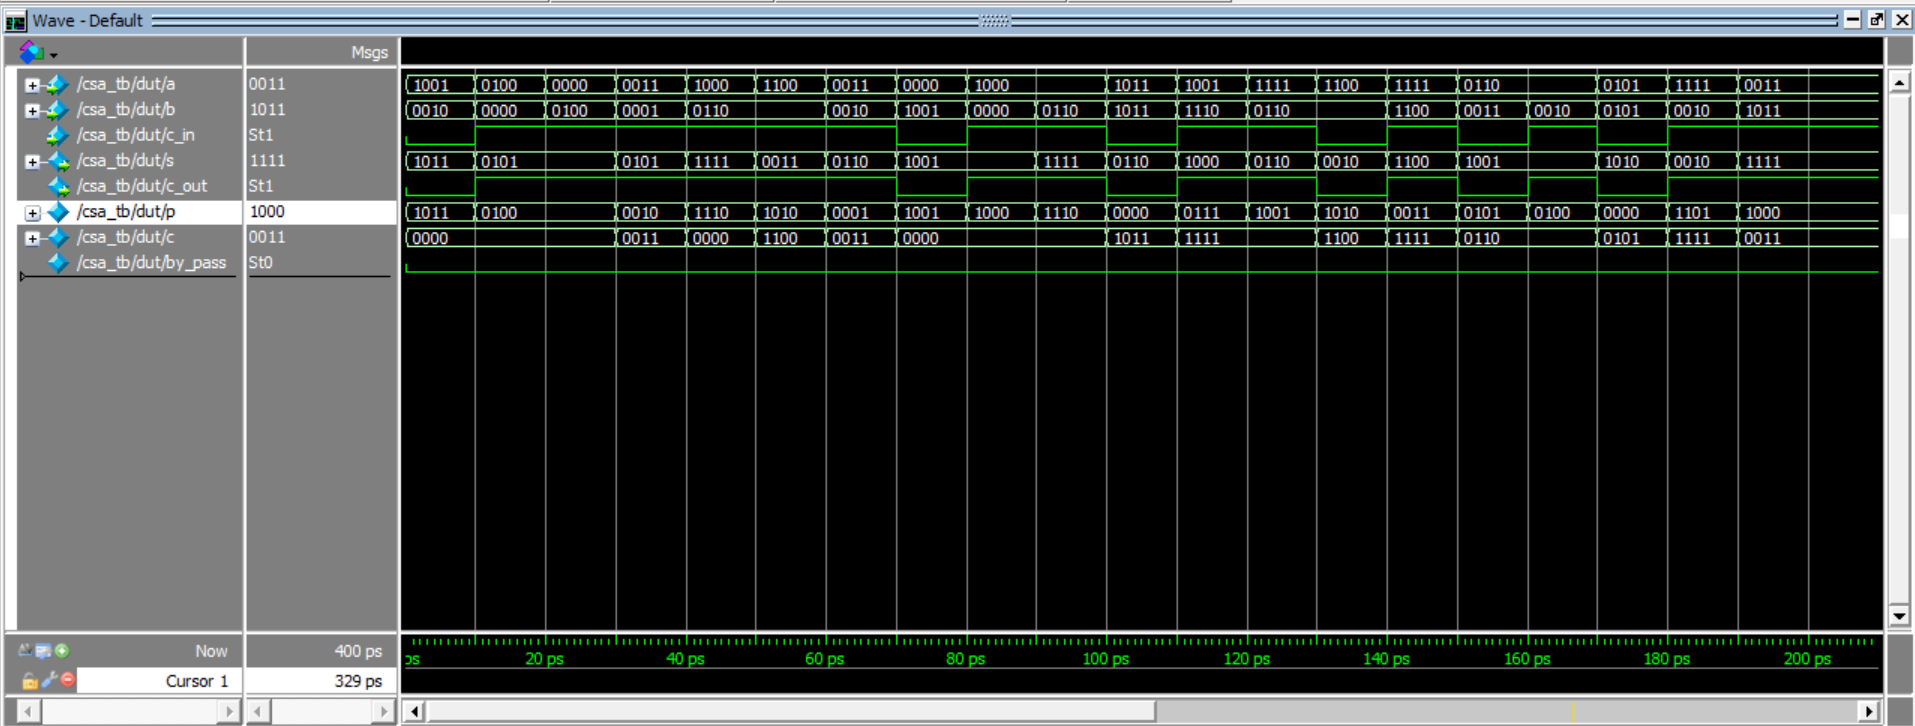 Wave - Default
Msgs
/csa_tb/dut/a 0011 1001 0100 0000 0011 1000 1100 0011 0000 1000 1011 1001 1111 1100 1111 0110 0101 1111 0011
/csa_tb/dut/b 1011 0010 0000 0100 0001 0110 0010 1001 0000 0110 1011 1110 0110 1100 0011 0010 0101 0010 1011
/csa_tb/dut/c_in St1
/csa_tb/dut/s 1111 1011 0101 0101 1111 0011 0110 1001 1111 0110 1000 0110 0010 1100 1001 1010 0010 1111
/csa_tb/dut/c_out St1
/csa_tb/dut/p 1000 1011 0100 0010 1110 1010 0001 1001 1000 1110 0000 0111 1001 1010 0011 0101 0100 0000 1101 1000
/csa_tb/dut/c 0011 0000 0011 0000 1100 0011 0000 1011 1111 1100 1111 0110 0101 1111 0011
/csa_tb/dut/by_pass St0
Now 400 ps ps 20 ps 40 ps 60 ps 80 ps 100 ps 120 ps 140 ps 160 ps 180 ps 200 ps
Cursor 1 329 ps